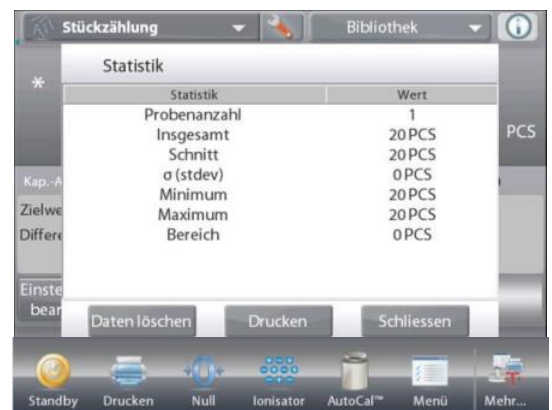 Stückzählung Bibliothek
Statistik
*
Statistik Wert
Probenanzahl 1
Insgesamt 20 PCS
PCS
Schnitt 20 PCS
σ (stdev) 0 PCS
Kap.-A
Minimum 20 PCS
Zielwe
Maximum 20 PCS
Differe
Bereich 0 PCS
Einste
bear
Daten löschen Drucken Schliessen
Standby Drucken Null Ionisator AutoCal™ Menü Mehr...